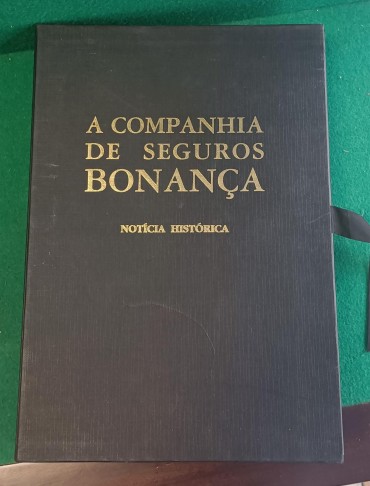 A COMPANHIA
DE SEGUROS
BONANÇA
NOTÍCIA HISTÓRICA